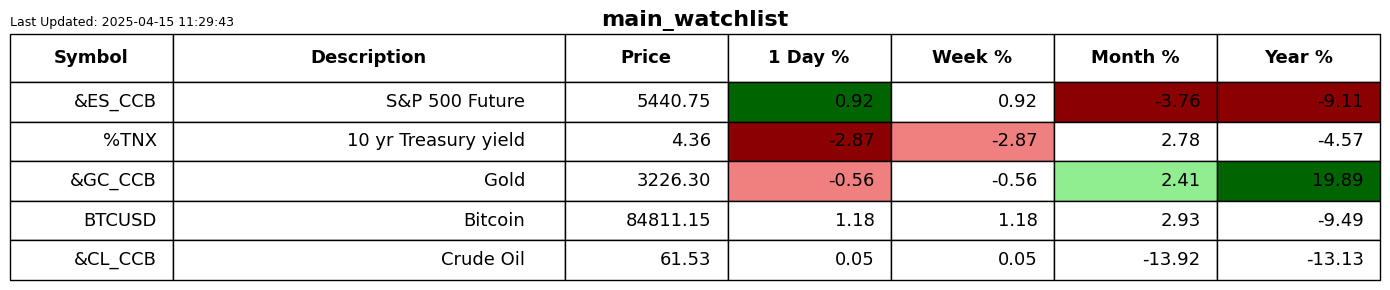 Last Updated: 2025-04-15 11:29:43
main_watchlist
Symbol Description Price 1 Day % Week % Month % Year %
&ES_CCB S&P 500 Future 5440.75 0.92 0.92 -3.76 -9.11
%TNX 10 yr Treasury yield 4.36 -2.87 -2.87 2.78 -4.57
&GC_CCB Gold 3226.30 -0.56 -0.56 2.41 19.89
BTCUSD Bitcoin 84811.15 1.18 1.18 2.93 -9.49
&CL_CCB Crude Oil 61.53 0.05 0.05 -13.92 -13.13